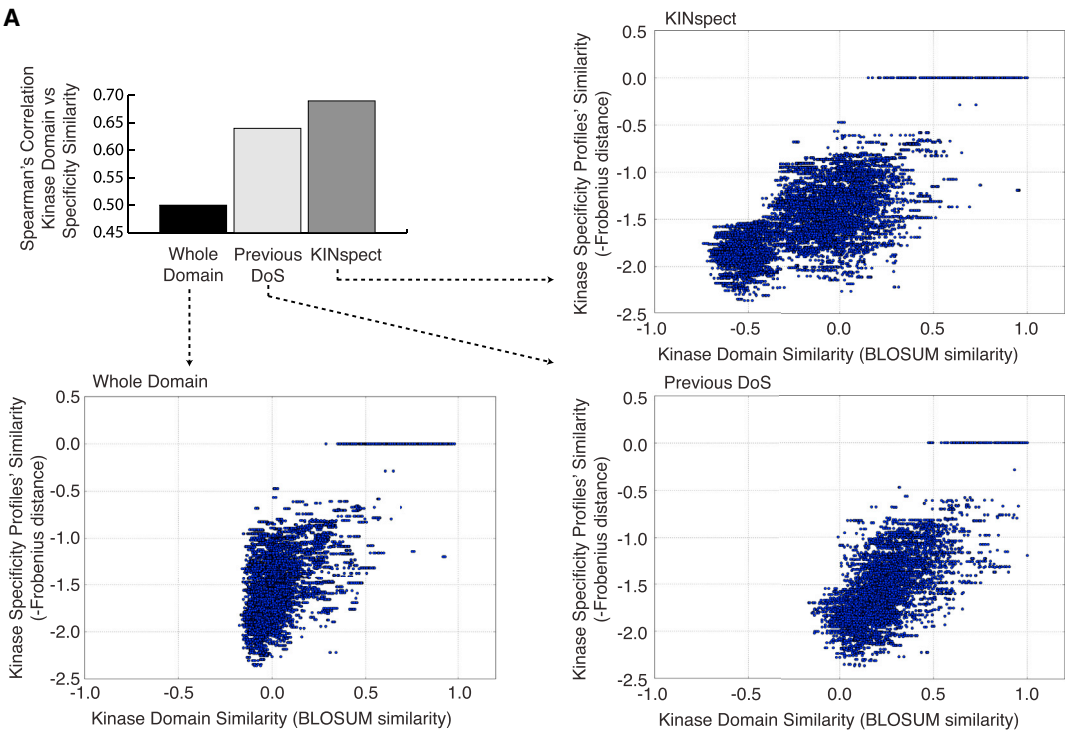 A
Spearman's Correlation
Kinase Domain vs
Specificity Similarity
0.70
0.65
0.60
0.55
0.50
0.45
Whole
Domain
Previous
DoS
KINspect
KINspect
Kinase Specificity Profiles' Similarity
(-Frobenius distance)
0.5
0.0
-0.5
-1.0
-1.5
-2.0
-2.5
-1.0
-0.5
0.0
0.5
1.0
Kinase Domain Similarity (BLOSUM similarity)
Whole Domain
Kinase Specificity Profiles' Similarity
(-Frobenius distance)
0.5
0.0
-0.5
-1.0
-1.5
-2.0
-2.5
-1.0
-0.5
0.0
0.5
1.0
Kinase Domain Similarity (BLOSUM similarity)
Previous DoS
Kinase Specificity Profiles' Similarity
(-Frobenius distance)
0.5
0.0
-0.5
-1.0
-1.5
-2.0
-2.5
-1.0
-0.5
0.0
0.5
1.0
Kinase Domain Similarity (BLOSUM similarity)